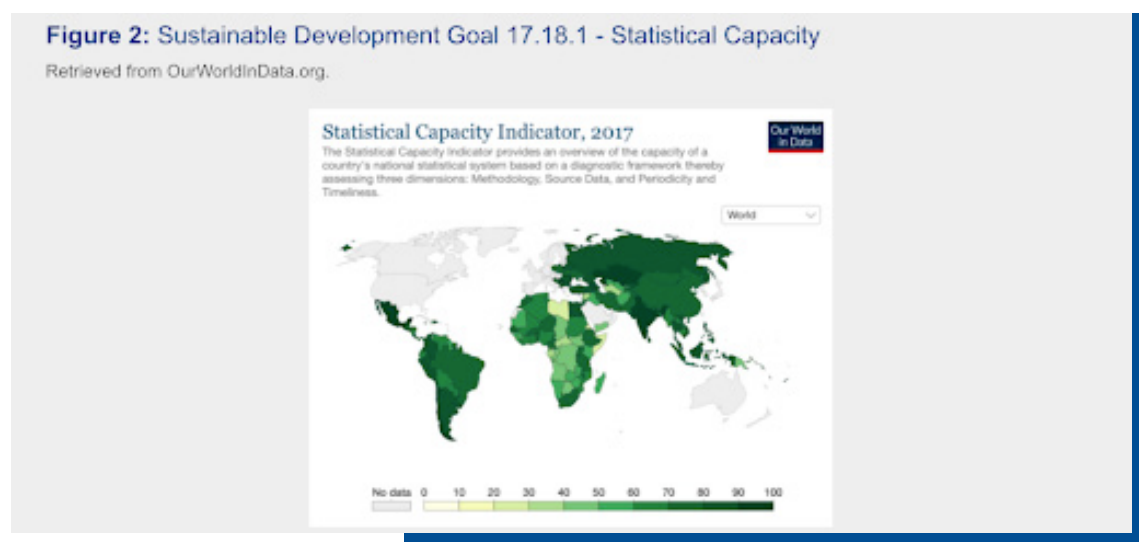 Figure 2: Sustainable Development Goal 17.18.1 - Statistical Capacity
Retrieved from OurWorldInData.org.
Statistical Capacity Indicator, 2017
Our World
in Data
The Statistical Capacity Indicator provides an overview of the capacity of a
country's national statistical system based on a diagnostic framework thereby
assessing three dimensions: Methodology, Source Data, and Periodicity and
Timeliness.
World
No data 0 10 20 30 40 50 60 70 80 90 100